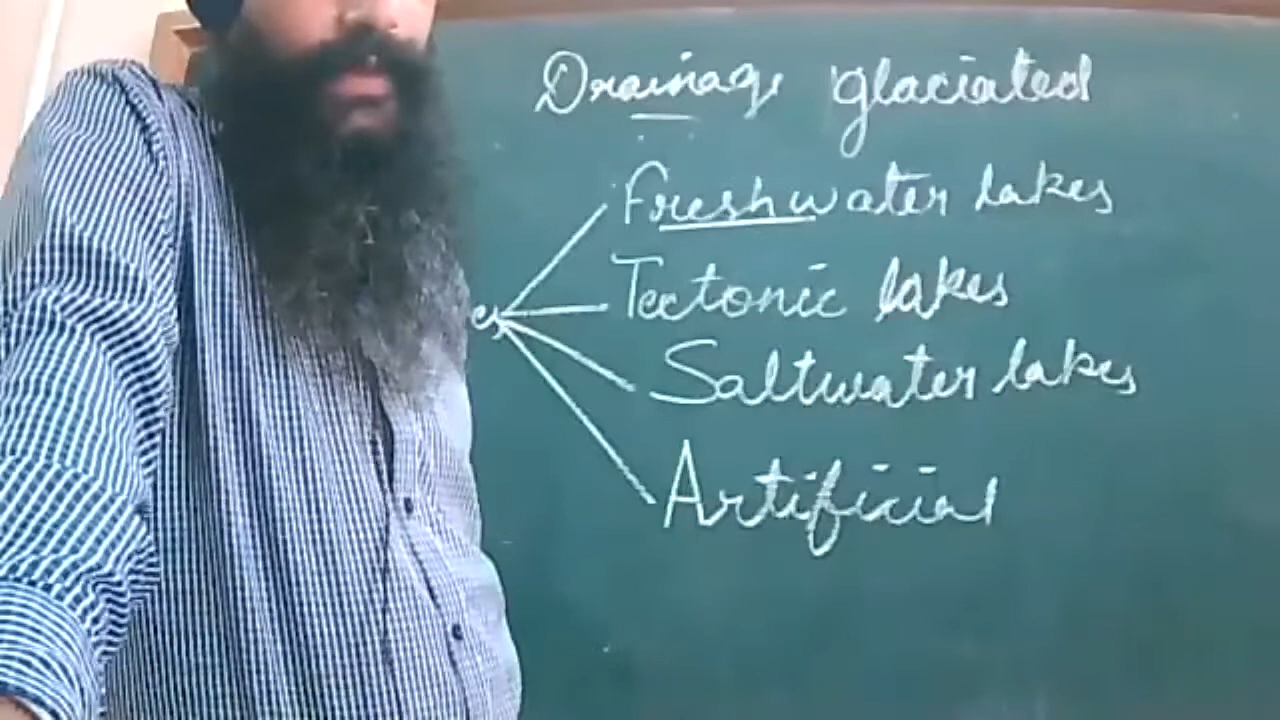 Drainage glaciated
Freshwater lakes
Tectonic lakes
Saltwater lakes
Artificial